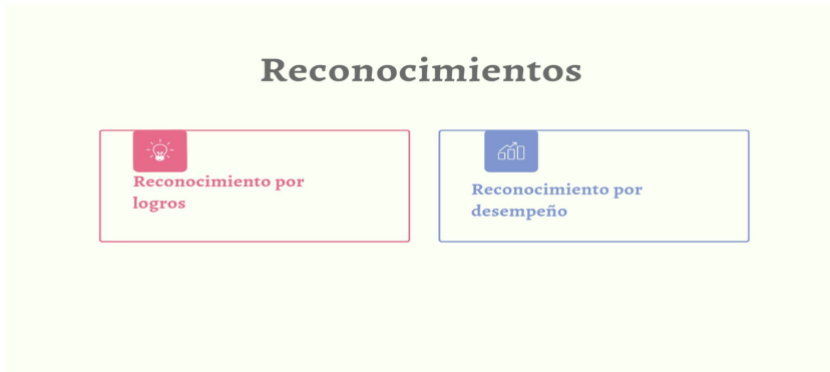 Reconocimientos
Reconocimiento por
logros
Reconocimiento por
desempeño